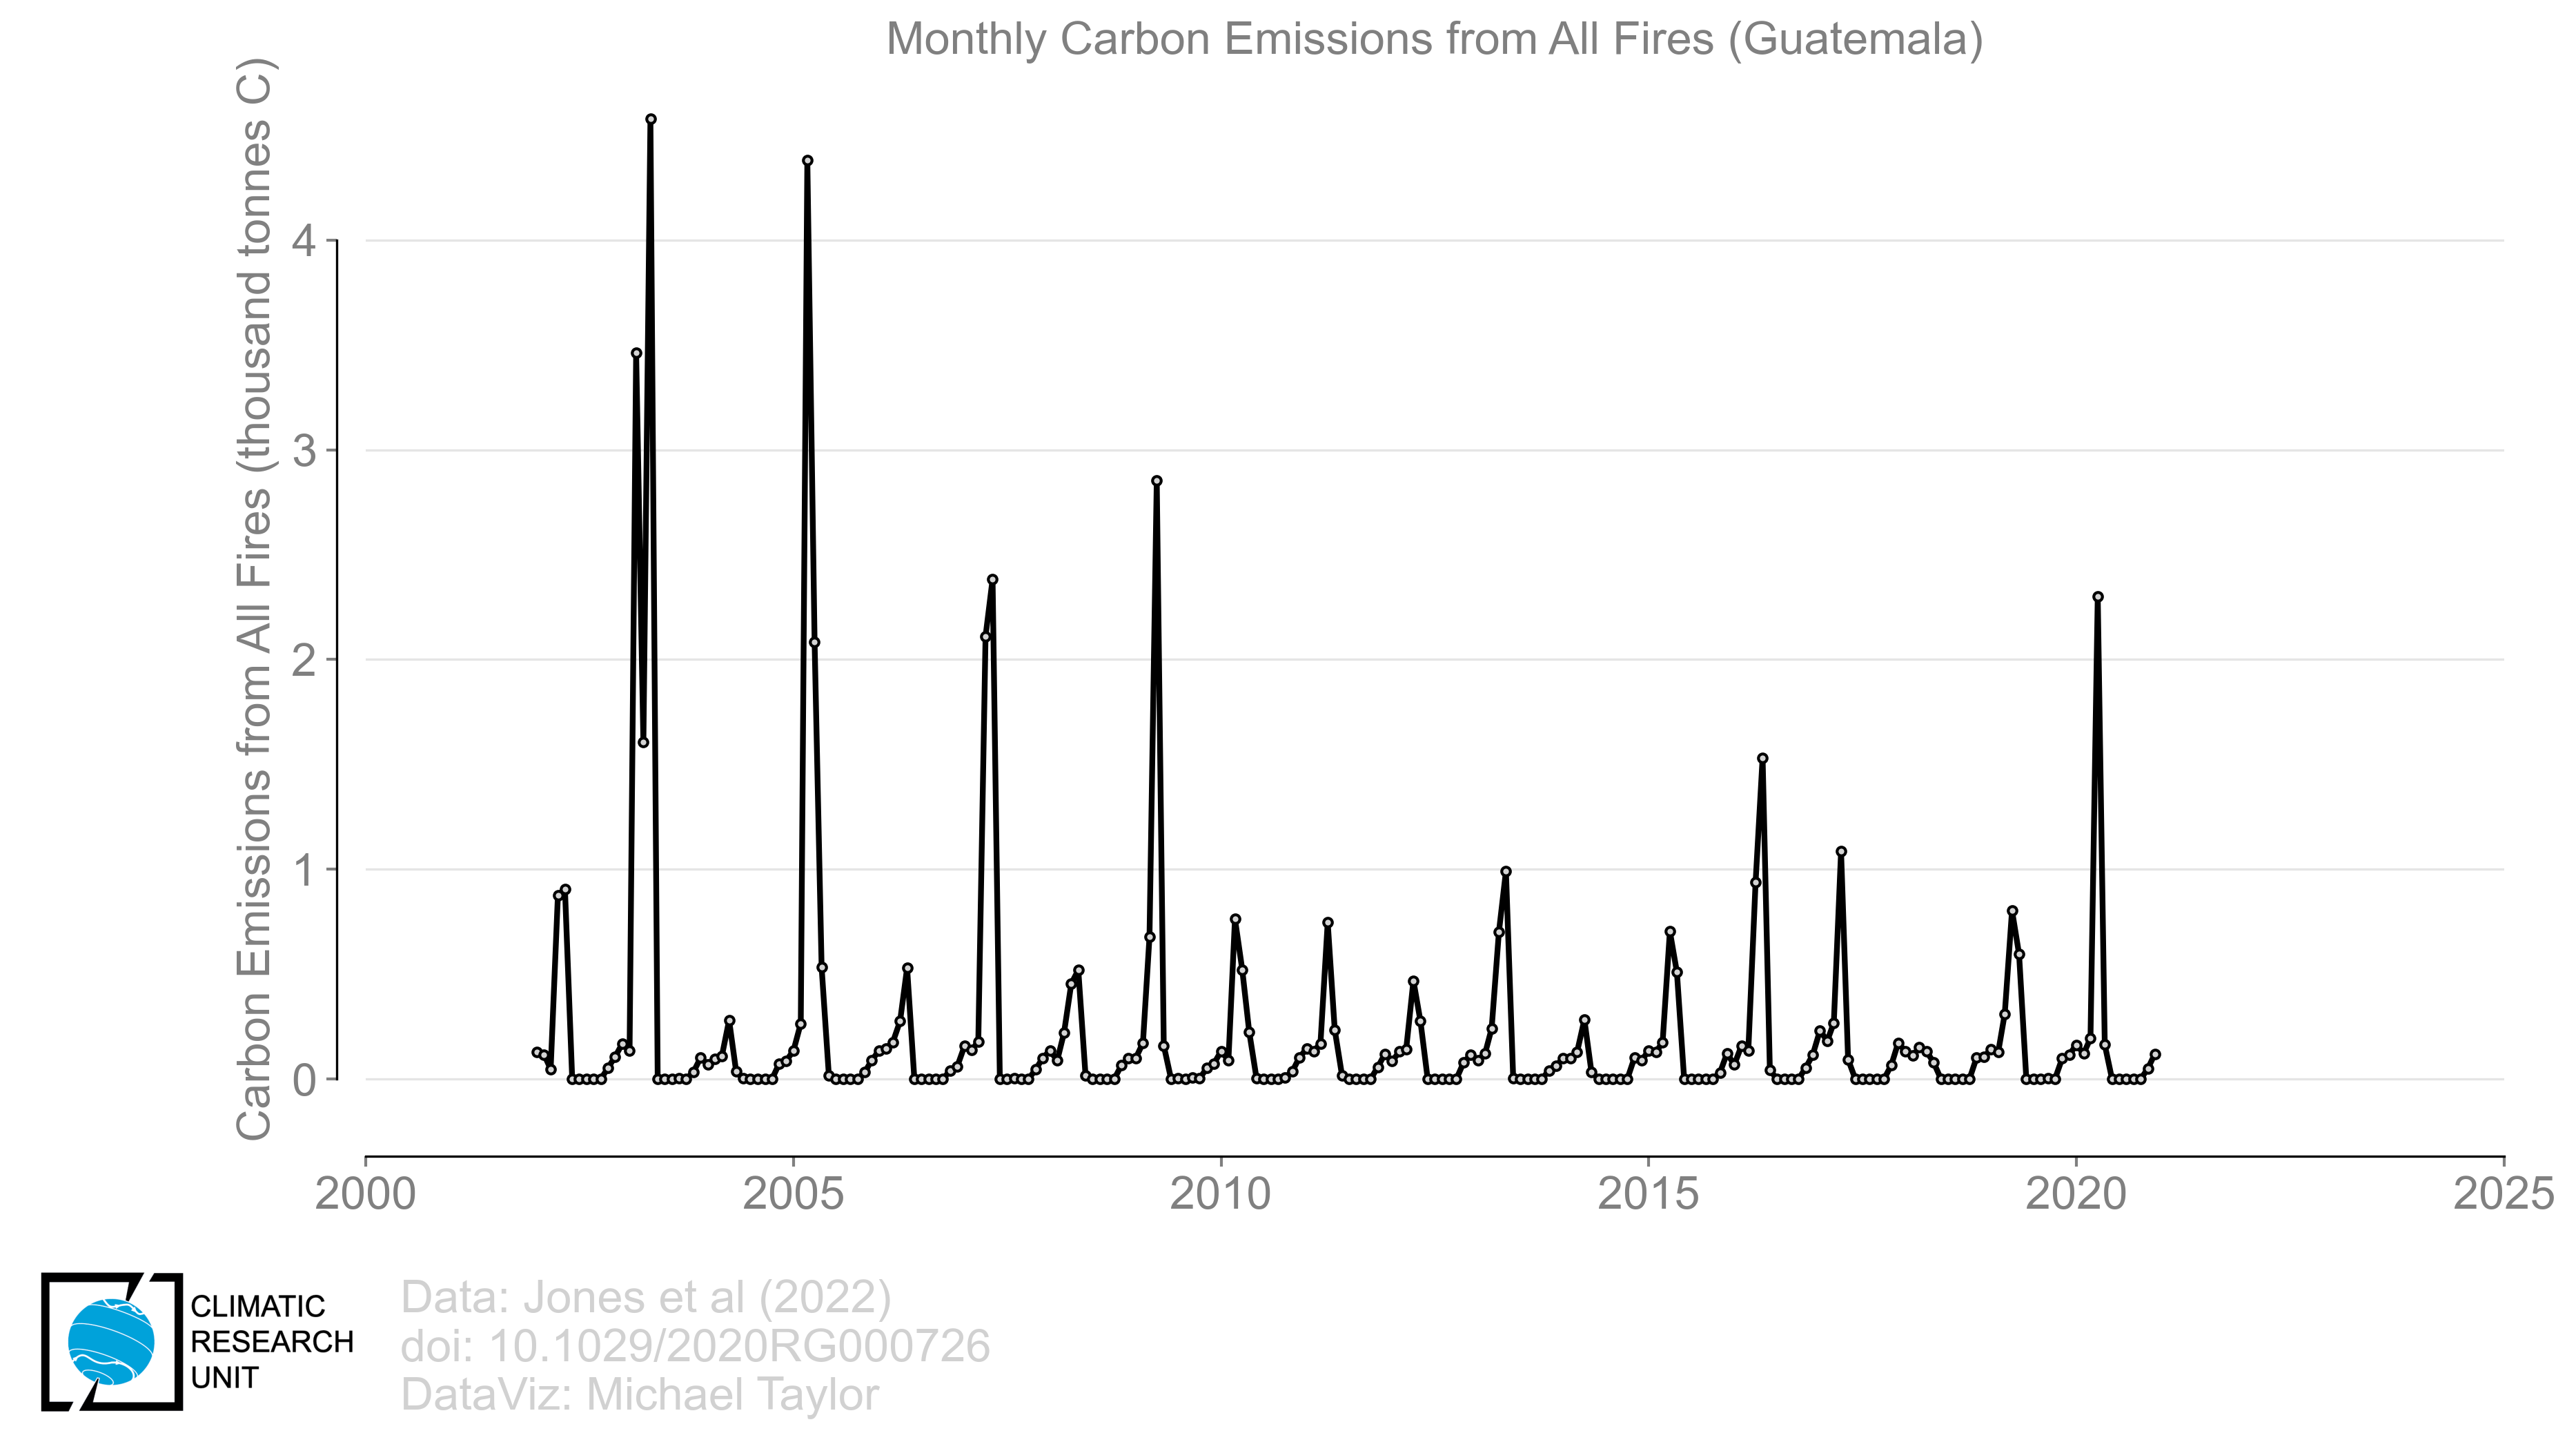 Monthly Carbon Emissions from All Fires (Guatemala)
Carbon Emissions from All Fires (thousand tonnes C)
4
3
2
1
0
2000 2005 2010 2015 2020 2025
CLIMATIC
RESEARCH
UNIT
Data: Jones et al (2022)
doi: 10.1029/2020RG000726
DataViz: Michael Taylor